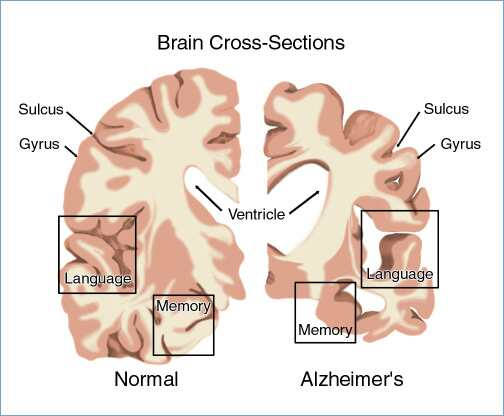 Brain Cross-Sections
Sulcus
Gyrus
Sulcus
Gyrus
Ventricle
Language
Language
Memory
Memory
Normal
Alzheimer's